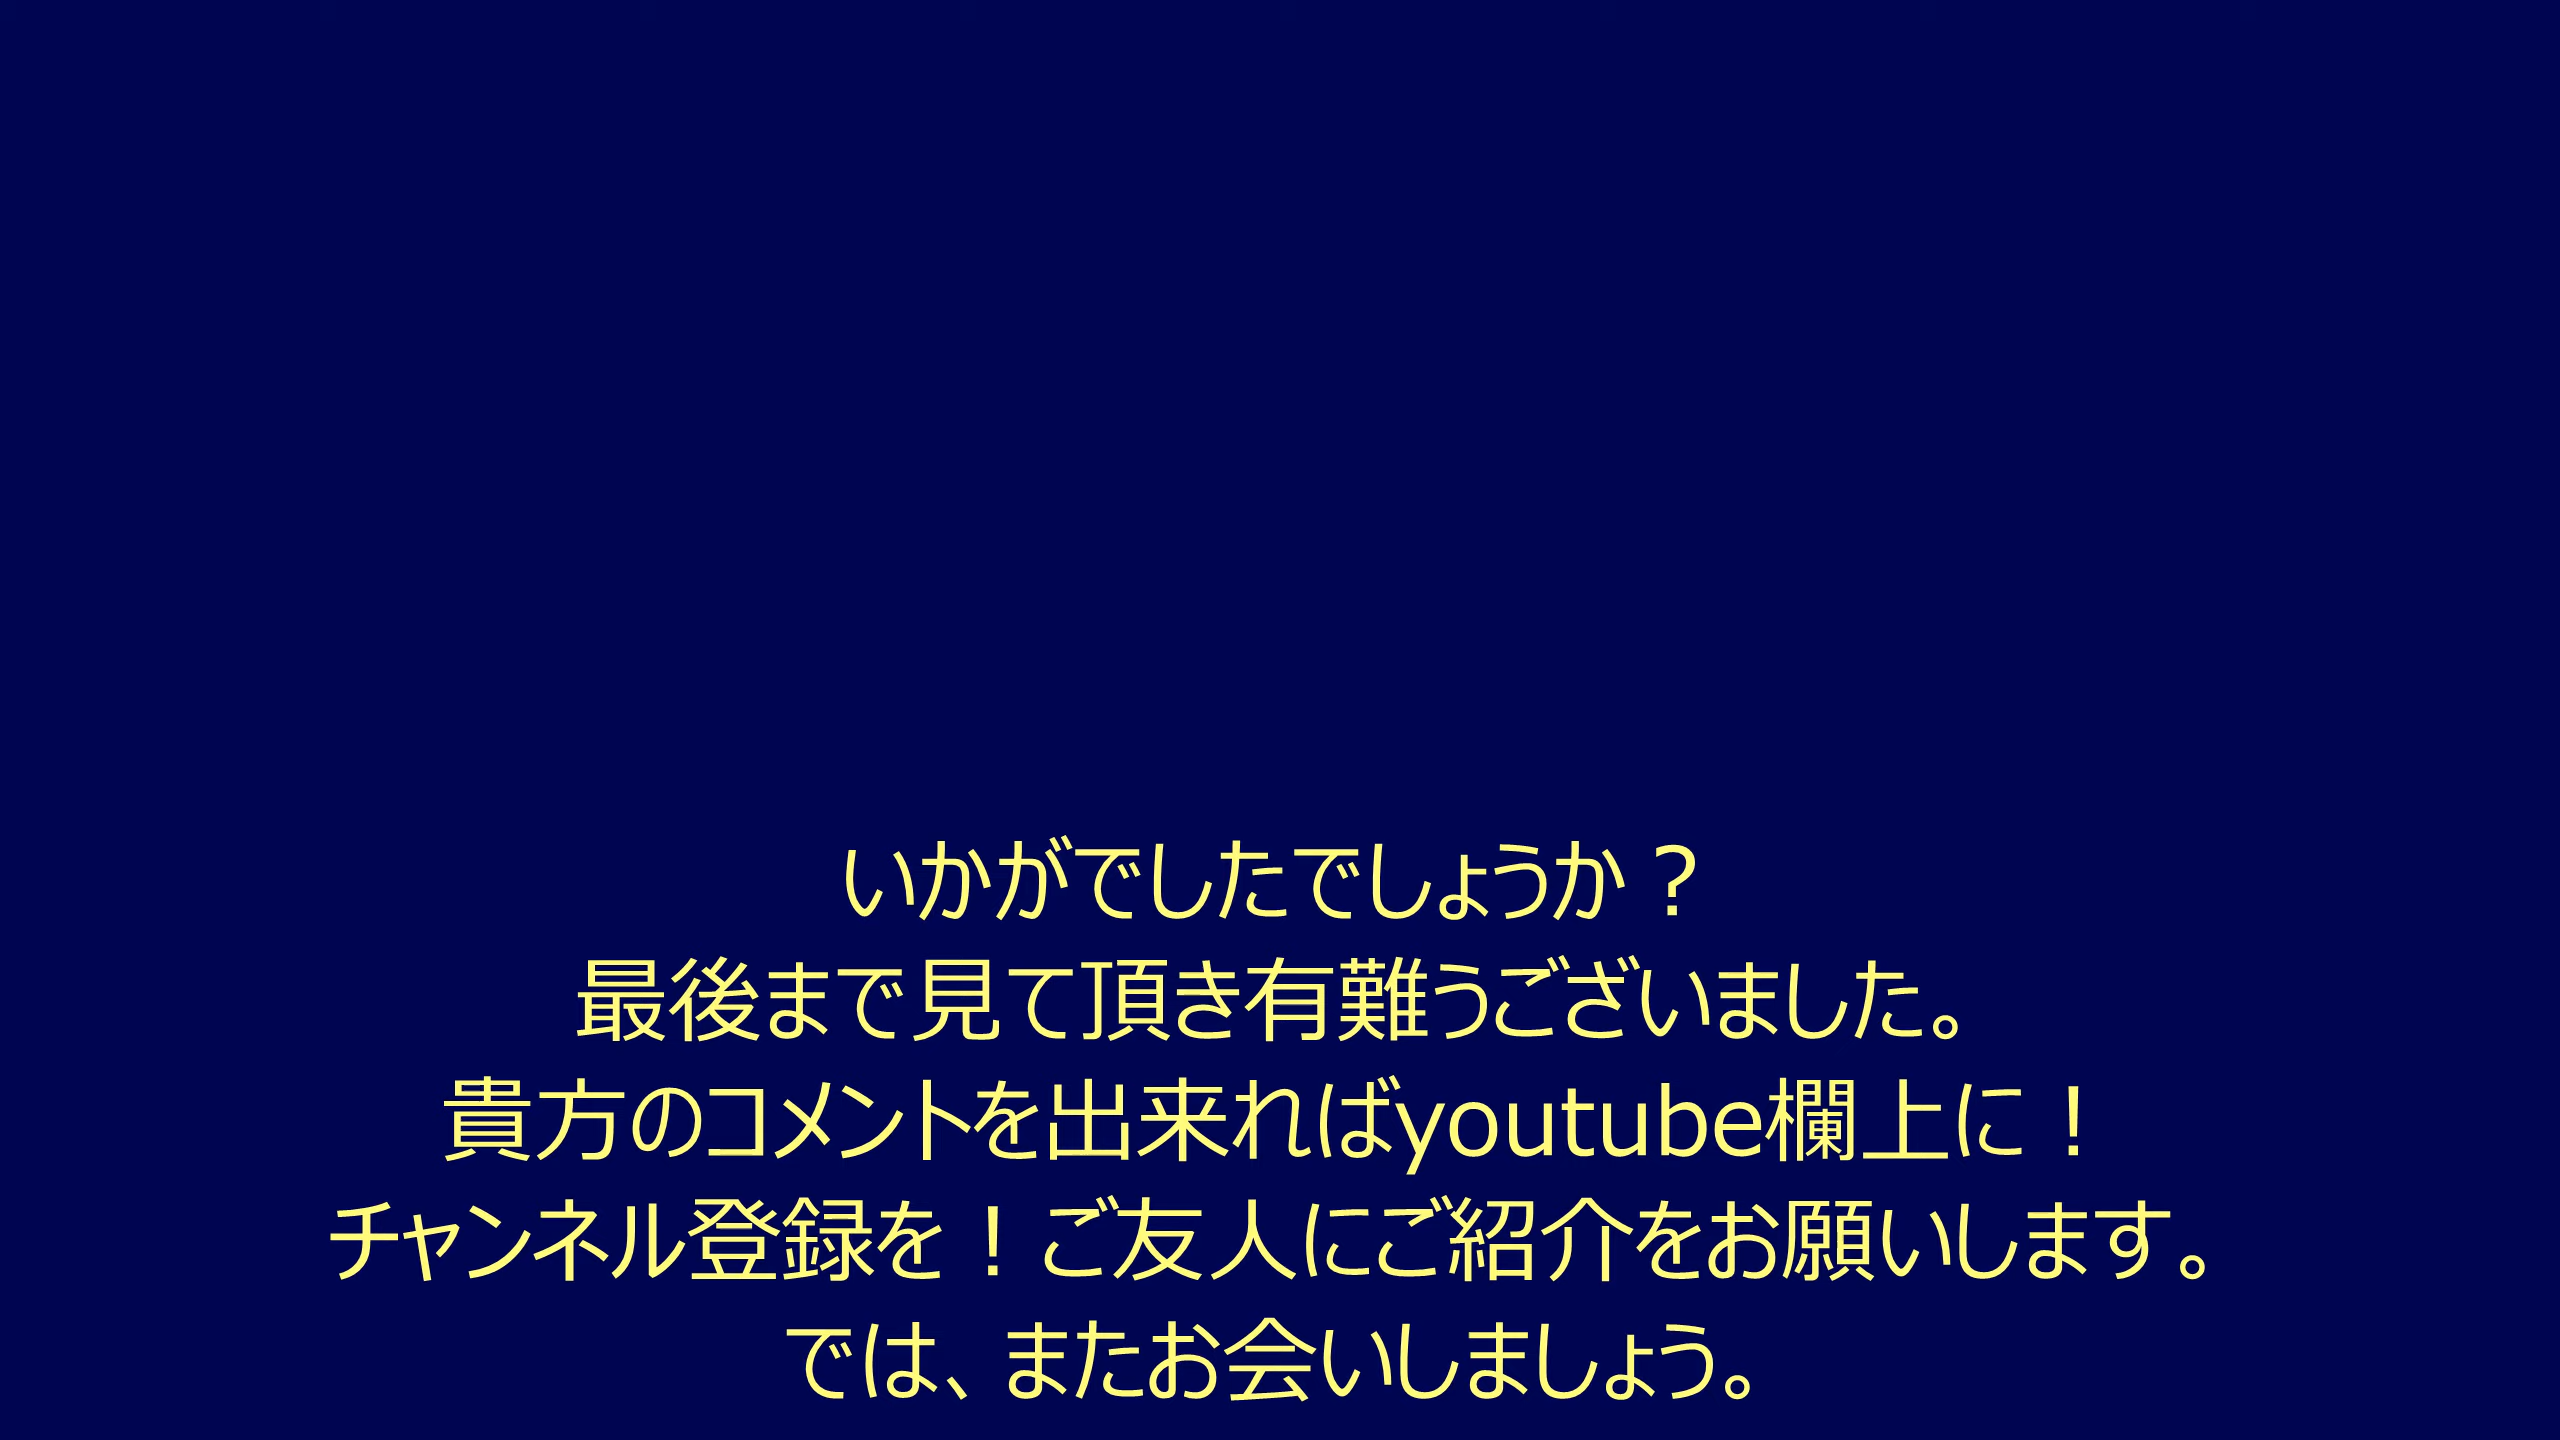 いかがでしたでしょうか？
最後まで見て頂き有難うございました。
貴方のコメントを出来ればyoutube欄上に！
チャンネル登録を！ご友人にご紹介をお願いします。
では、またお会いしましょう。